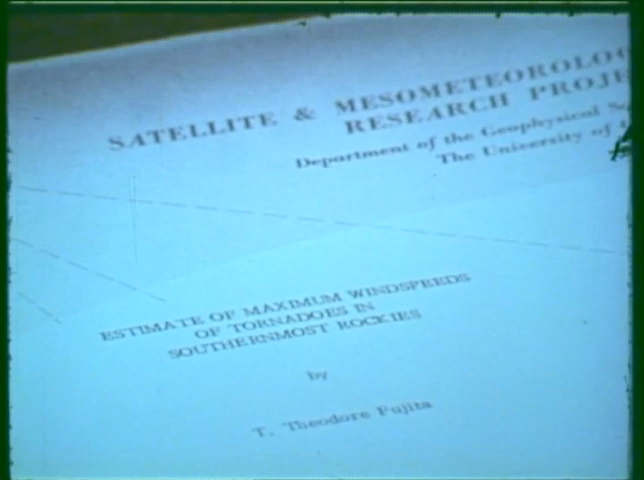 SATELLITE & MESOMETEOROLOG
RESEARCH PROJE
Department of the Geophysical S
The University of
ESTIMATE OF MAXIMUM WINDSPEEDS
OF TORNADOES IN
SOUTHERNMOST ROCKIES
by
T. Theodore Fujita